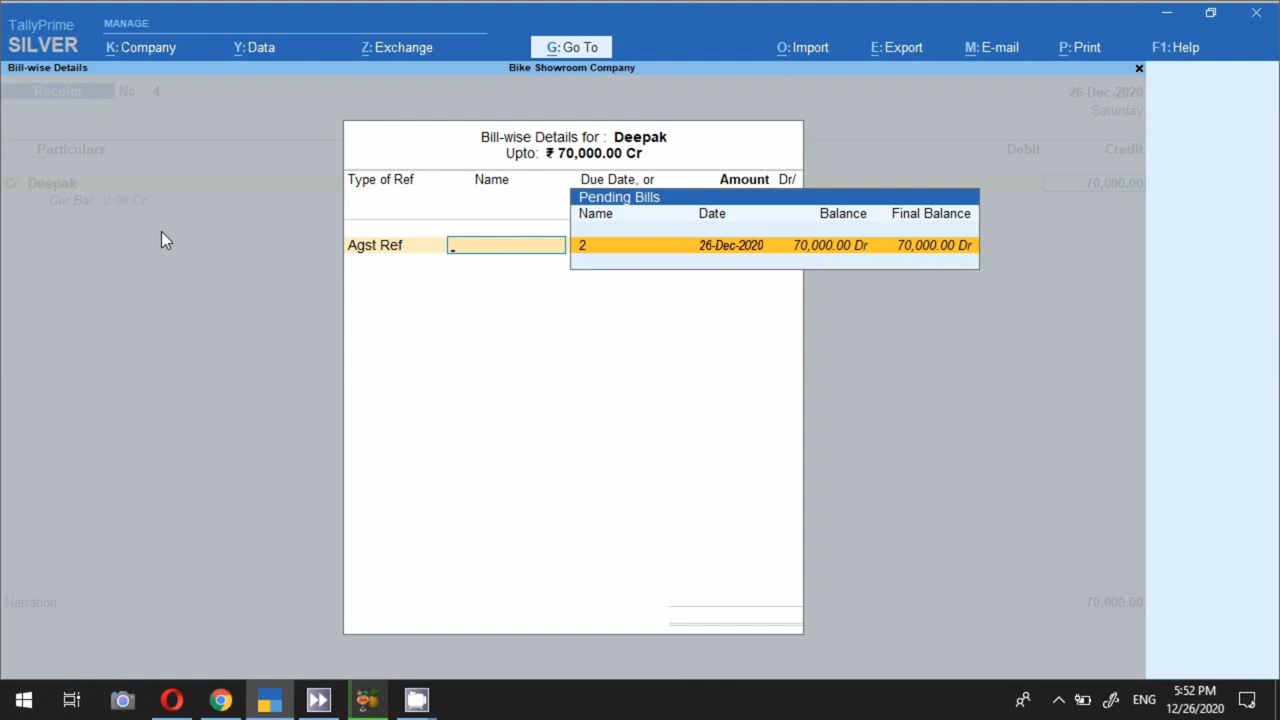 TallyPrime
SILVER
MANAGE
K: Company
Y: Data
Z: Exchange
G: Go To
O: Import
E: Export
M: E-mail
P: Print
F1: Help
Bill-wise Details
Bike Showroom Company
Receipt No 4
26-Dec-2020
Saturday
Particulars
Debit
Credit
Cr Deepak
70,000.00
Cur Bal: 0.00 Cr
Bill-wise Details for : Deepak
Upto: ₹ 70,000.00 Cr
Type of Ref Name Due Date, or Amount Dr/
Pending Bills
Name Date Balance Final Balance
Agst Ref
2 26-Dec-2020 70,000.00 Dr 70,000.00 Dr
Narration
70,000.00
ENG
5:52 PM
12/26/2020